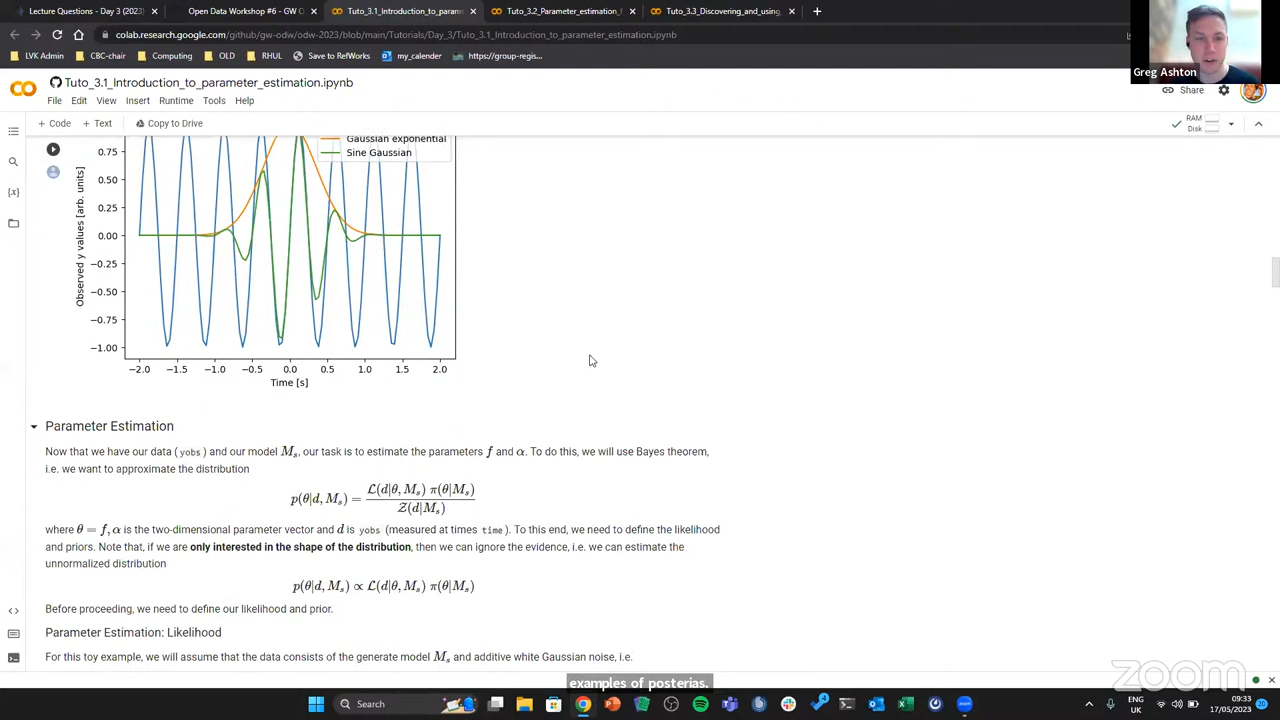 Lecture Questions - Day 3 (2023)
Open Data Workshop #6 - GW O
Tuto_3.1_Introduction_to_param
Tuto_3.2_Parameter_estimation_f
Tuto_3.3_Discovering_and_using_
colab.research.google.com/github/gw-odw/odw-2023/blob/main/Tutorials/Day_3/Tuto_3.1_Introduction_to_parameter_estimation.ipynb
LVK Admin CBC-chair Computing OLD RHUL Save to RefWorks my_calender https://group-regis...
Greg Ashton
Tuto_3.1_Introduction_to_parameter_estimation.ipynb
File Edit View Insert Runtime Tools Help
Share
+ Code + Text Copy to Drive
RAM
Disk
Gaussian exponential
Sine Gaussian
0.75
0.50
0.25
0.00
−0.25
−0.50
−0.75
−1.00
Observed y values [arb. units]
−2.0 −1.5 −1.0 −0.5 0.0 0.5 1.0 1.5 2.0
Time [s]
Parameter Estimation
Now that we have our data (yobs) and our model M_s, our task is to estimate the parameters f and α. To do this, we will use Bayes theorem,
i.e. we want to approximate the distribution
p(θ|d, M_s) = ℒ(d|θ, M_s) π(θ|M_s) / 𝒵(d|M_s)
where θ = f, α is the two-dimensional parameter vector and d is yobs (measured at times time). To this end, we need to define the likelihood
and priors. Note that, if we are only interested in the shape of the distribution, then we can ignore the evidence, i.e. we can estimate the
unnormalized distribution
p(θ|d, M_s) ∝ ℒ(d|θ, M_s) π(θ|M_s)
Before proceeding, we need to define our likelihood and prior.
Parameter Estimation: Likelihood
For this toy example, we will assume that the data consists of the generate model M_s and additive white Gaussian noise, i.e.
examples of posterias.
zoom
Search
ENG
UK
09:33
17/05/2023